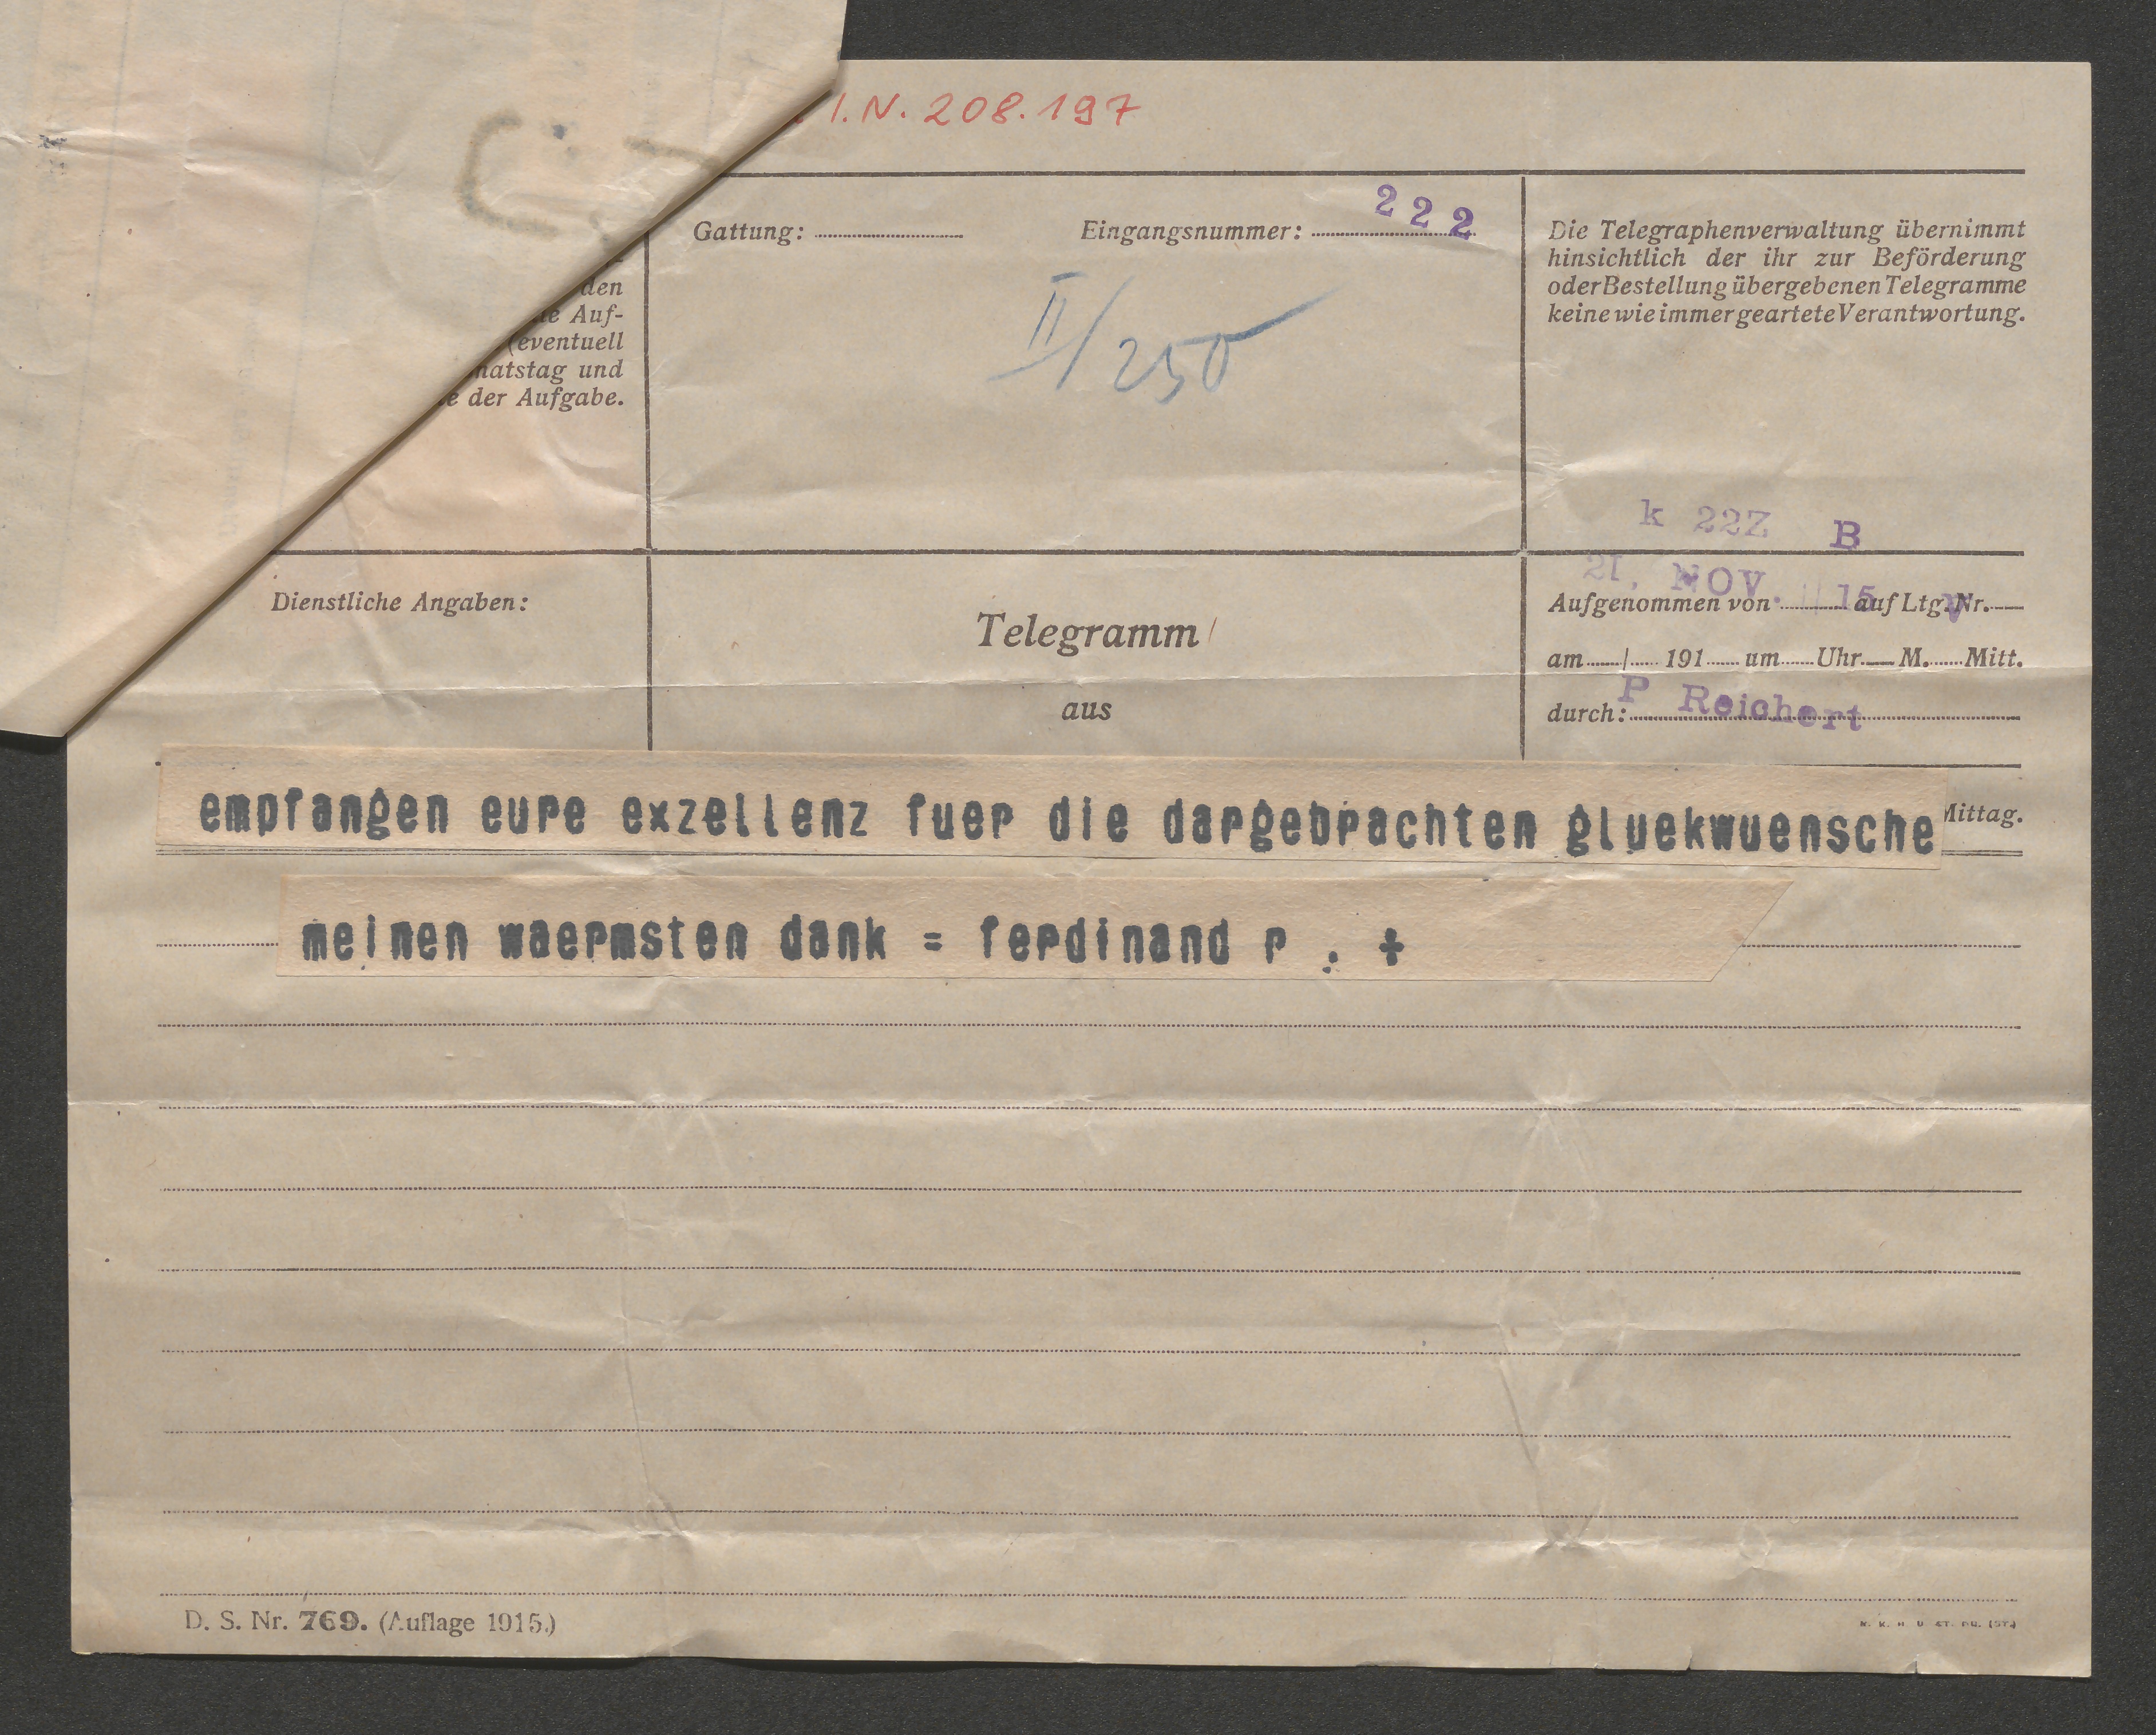 I.N. 208.197
Gattung:
Eingangsnummer: 222
Die Telegraphenverwaltung übernimmt
hinsichtlich der ihr zur Beförderung
oder Bestellung übergebenen Telegramme
keine wie immer geartete Verantwortung.
den
Auf-
(eventuell
natstag und
der Aufgabe.
II/250
k 22Z B
21. NOV. 15 V
Dienstliche Angaben:
Telegramm
aus
Aufgenommen von auf Ltg. Nr.
am 191 um Uhr M. Mitt.
durch: P Reichert
Mittag.
empfangen eure exzellenz fuer die dargebrachten gluekwuensche
meinen waermsten dank = ferdinand r . +
D. S. Nr. 769. (Auflage 1915.)